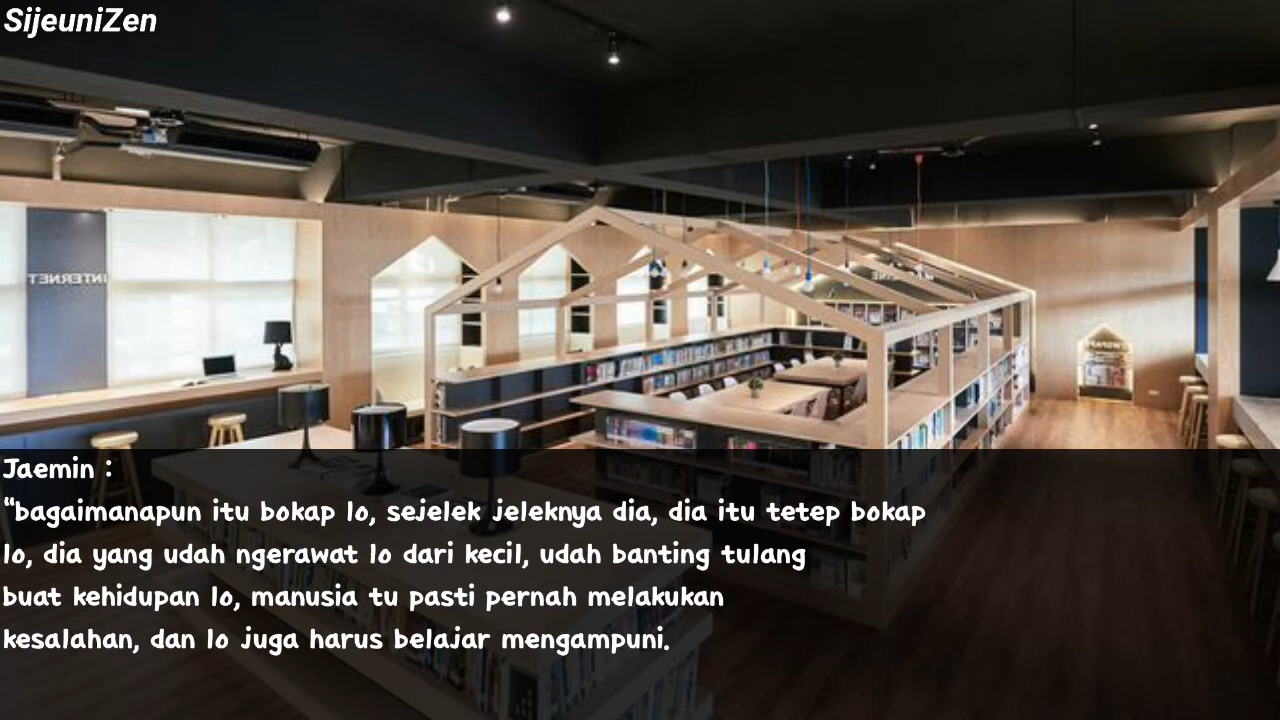 SijeuniZen
INTERNET
Jaemin :
“bagaimanapun itu bokap lo, sejelek jeleknya dia, dia itu tetep bokap
lo, dia yang udah ngerawat lo dari kecil, udah banting tulang
buat kehidupan lo, manusia tu pasti pernah melakukan
kesalahan, dan lo juga harus belajar mengampuni.